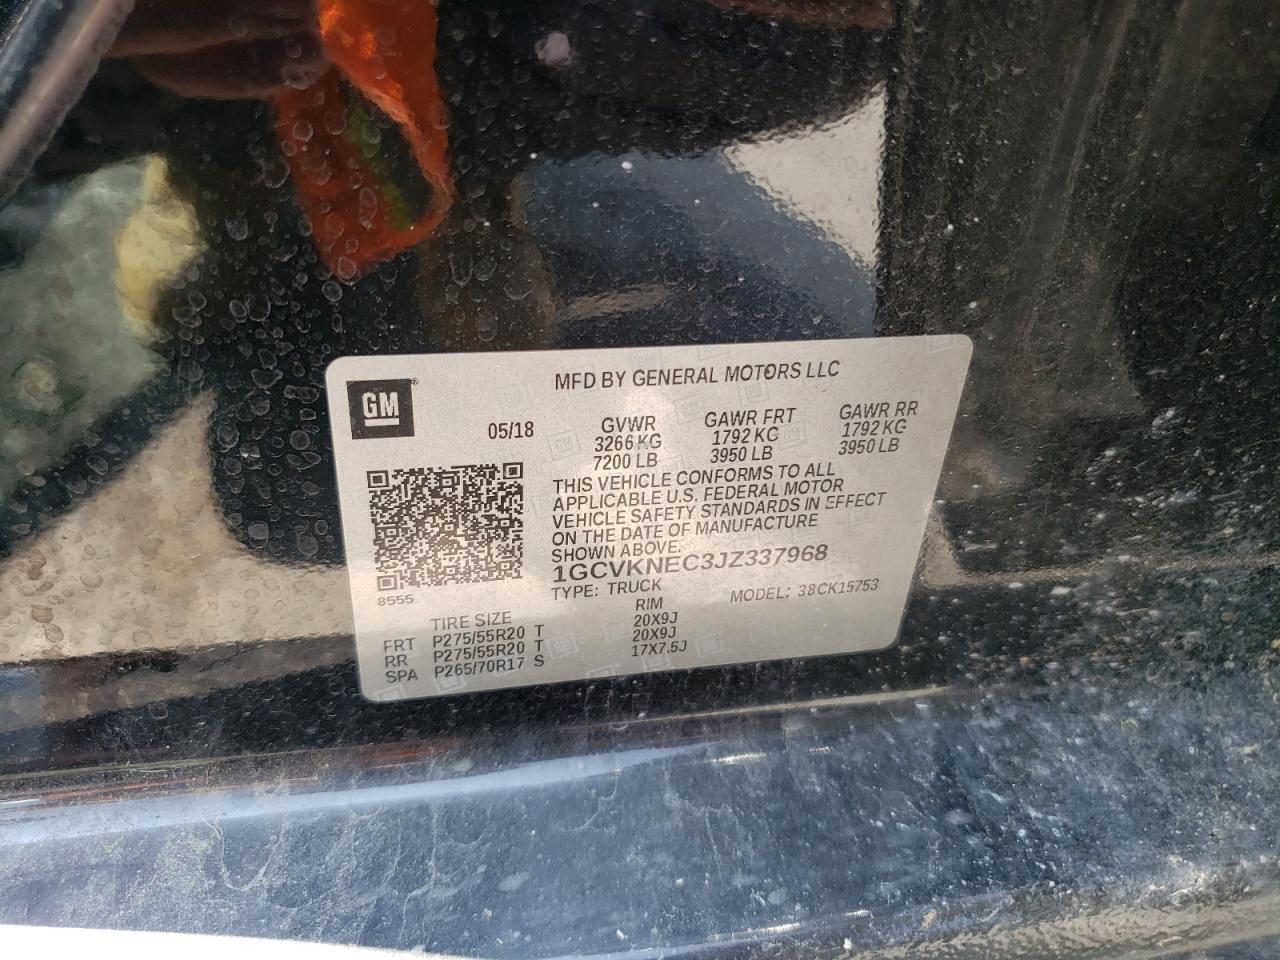 GM
MFD BY GENERAL MOTORS LLC
05/18
GVWR GAWR FRT GAWR RR
3266 KG 1792 KG 1792 KG
7200 LB 3950 LB 3950 LB
THIS VEHICLE CONFORMS TO ALL
APPLICABLE U.S. FEDERAL MOTOR
VEHICLE SAFETY STANDARDS IN EFFECT
ON THE DATE OF MANUFACTURE
SHOWN ABOVE.
1GCVKNEC3JZ337968
TYPE: TRUCK MODEL: 38CK15753
8555
TIRE SIZE RIM
FRT P275/55R20 T 20X9J
RR P275/55R20 T 20X9J
SPA P265/70R17 S 17X7.5J